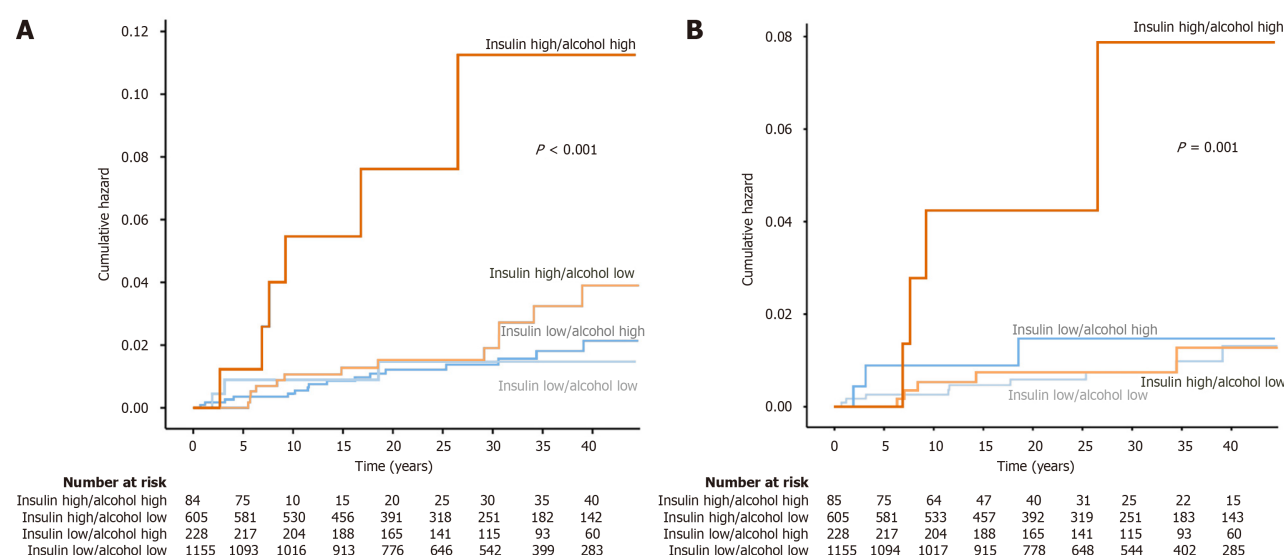 A
Cumulative hazard
0.12
0.10
0.08
0.06
0.04
0.02
0.00
Insulin high/alcohol high
P < 0.001
Insulin high/alcohol low
Insulin low/alcohol high
Insulin low/alcohol low
0 5 10 15 20 25 30 35 40
Time (years)
Number at risk
Insulin high/alcohol high 84 75 10 15 20 25 30 35 40
Insulin high/alcohol low 605 581 530 456 391 318 251 182 142
Insulin low/alcohol high 228 217 204 188 165 141 115 93 60
Insulin low/alcohol low 1155 1093 1016 913 776 646 542 399 283
B
Cumulative hazard
0.08
0.06
0.04
0.02
0.00
Insulin high/alcohol high
P = 0.001
Insulin low/alcohol high
Insulin high/alcohol low
Insulin low/alcohol low
0 5 10 15 20 25 30 35 40
Time (years)
Number at risk
Insulin high/alcohol high 85 75 64 47 40 31 25 22 15
Insulin high/alcohol low 605 581 533 457 392 319 251 183 143
Insulin low/alcohol high 228 217 204 188 165 141 115 93 60
Insulin low/alcohol low 1155 1094 1017 915 778 648 544 402 285